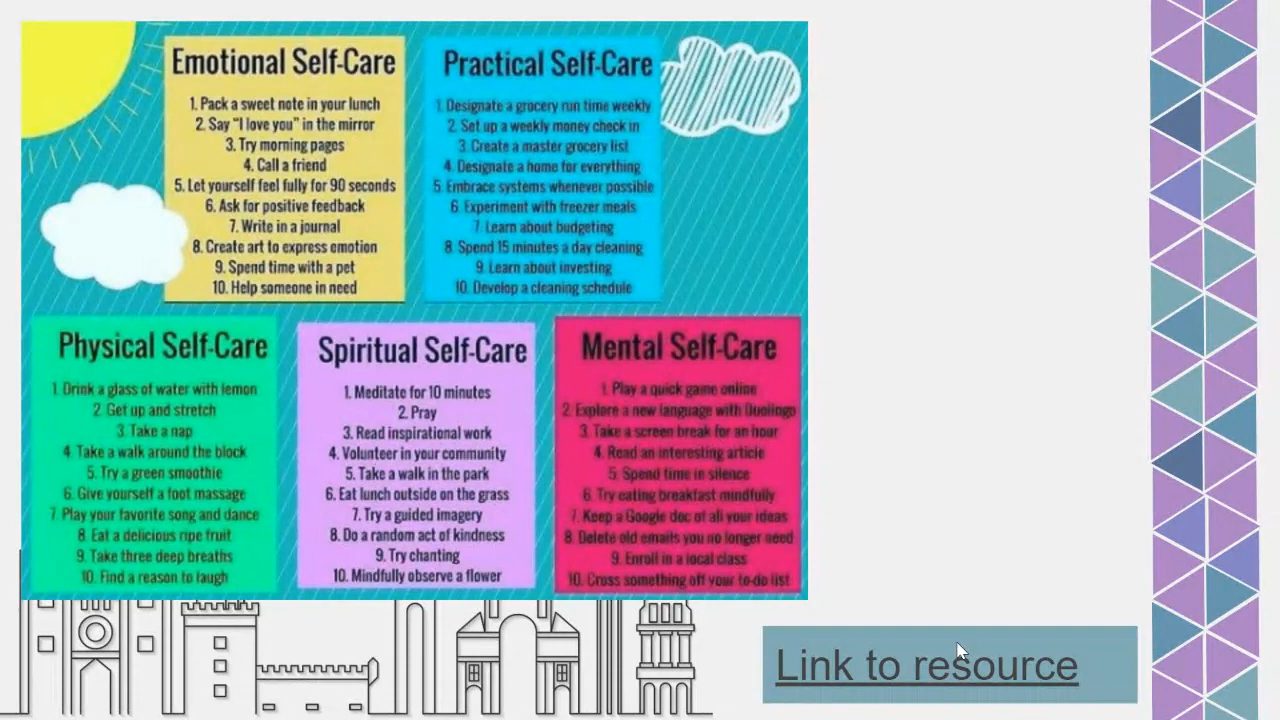 Emotional Self-Care
1. Pack a sweet note in your lunch
2. Say "I love you" in the mirror
3. Try morning pages
4. Call a friend
5. Let yourself feel fully for 90 seconds
6. Ask for positive feedback
7. Write in a journal
8. Create art to express emotion
9. Spend time with a pet
10. Help someone in need
Practical Self-Care
1. Designate a grocery run time weekly
2. Set up a weekly money check in
3. Create a master grocery list
4. Designate a home for everything
5. Embrace systems whenever possible
6. Experiment with freezer meals
7. Learn about budgeting
8. Spend 15 minutes a day cleaning
9. Learn about investing
10. Develop a cleaning schedule
Physical Self-Care
1. Drink a glass of water with lemon
2. Get up and stretch
3. Take a nap
4. Take a walk around the block
5. Try a green smoothie
6. Give yourself a foot massage
7. Play your favorite song and dance
8. Eat a delicious ripe fruit
9. Take three deep breaths
10. Find a reason to laugh
Spiritual Self-Care
1. Meditate for 10 minutes
2. Pray
3. Read inspirational work
4. Volunteer in your community
5. Take a walk in the park
6. Eat lunch outside on the grass
7. Try a guided imagery
8. Do a random act of kindness
9. Try chanting
10. Mindfully observe a flower
Mental Self-Care
1. Play a quick game online
2. Explore a new language with Duolingo
3. Take a screen break for an hour
4. Read an interesting article
5. Spend time in silence
6. Try eating breakfast mindfully
7. Keep a Google doc of all your ideas
8. Delete old emails you no longer need
9. Enroll in a local class
10. Cross something off your to-do list
Link to resource